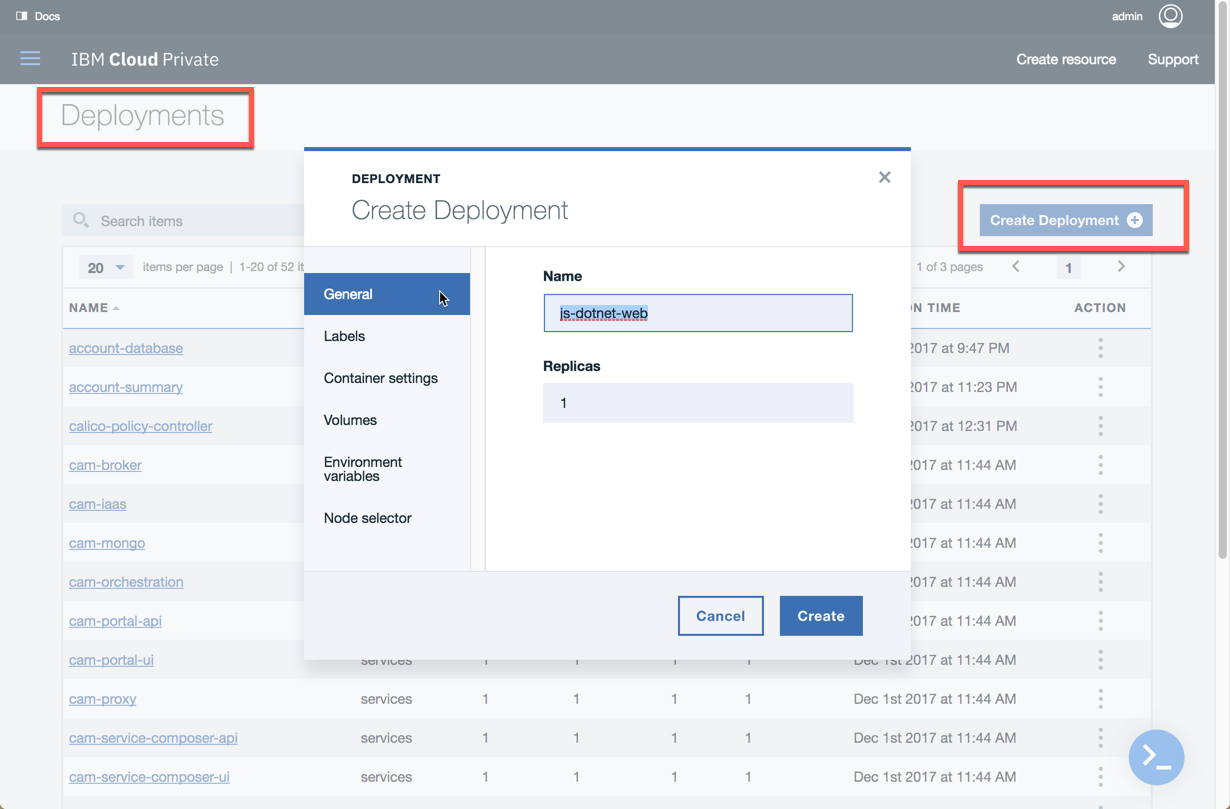 Docs
admin
IBM Cloud Private
Create resource
Support
Deployments
DEPLOYMENT
Create Deployment
Search items
Create Deployment
20 items per page | 1-20 of 52
1 of 3 pages
1
NAME
TIME
ACTION
General
Labels
Container settings
Volumes
Environment
variables
Node selector
Name
js-dotnet-web
Replicas
1
Cancel
Create
account-database
2017 at 9:47 PM
account-summary
2017 at 11:23 PM
calico-policy-controller
2017 at 12:31 PM
cam-broker
2017 at 11:44 AM
cam-iaas
2017 at 11:44 AM
cam-mongo
2017 at 11:44 AM
cam-orchestration
2017 at 11:44 AM
cam-portal-api
2017 at 11:44 AM
cam-portal-ui services 1 1 1 1 Dec 1st 2017 at 11:44 AM
cam-proxy services 1 1 1 1 Dec 1st 2017 at 11:44 AM
cam-service-composer-api services 1 1 1 1 Dec 1st 2017 at 11:44 AM
cam-service-composer-ui services 1 1 1 1 Dec 1st 2017 at 11:44 AM